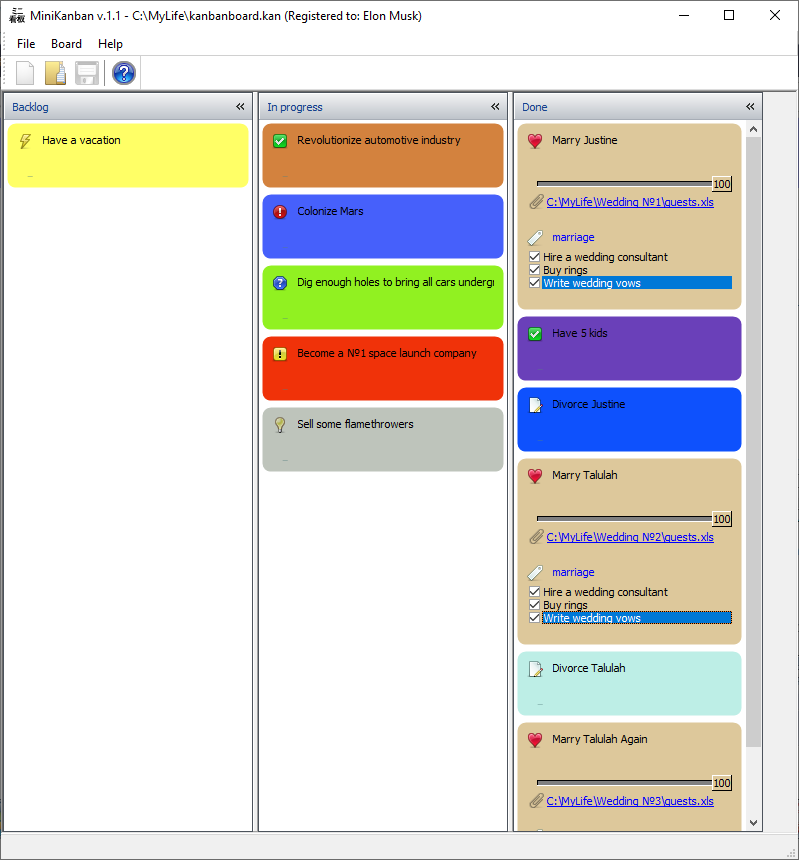 ミニ
看板
MiniKanban v.1.1 - C:\MyLife\kanbanboard.kan (Registered to: Elon Musk)
File Board Help
?
Backlog «
Have a vacation
In progress «
Revolutionize automotive industry
Colonize Mars
Dig enough holes to bring all cars undergr
Become a №1 space launch company
Sell some flamethrowers
Done «
Marry Justine
100
C:\MyLife\Wedding №1\guests.xls
marriage
Hire a wedding consultant
Buy rings
Write wedding vows
Have 5 kids
Divorce Justine
Marry Talulah
100
C:\MyLife\Wedding №2\guests.xls
marriage
Hire a wedding consultant
Buy rings
Write wedding vows
Divorce Talulah
Marry Talulah Again
100
C:\MyLife\Wedding №3\guests.xls